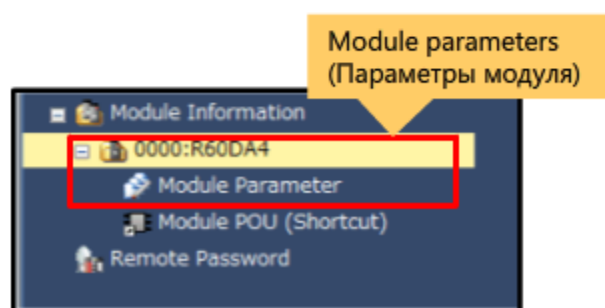 Module parameters
(Параметры модуля)
Module Information
0000:R60DA4
Module Parameter
Module POU (Shortcut)
Remote Password